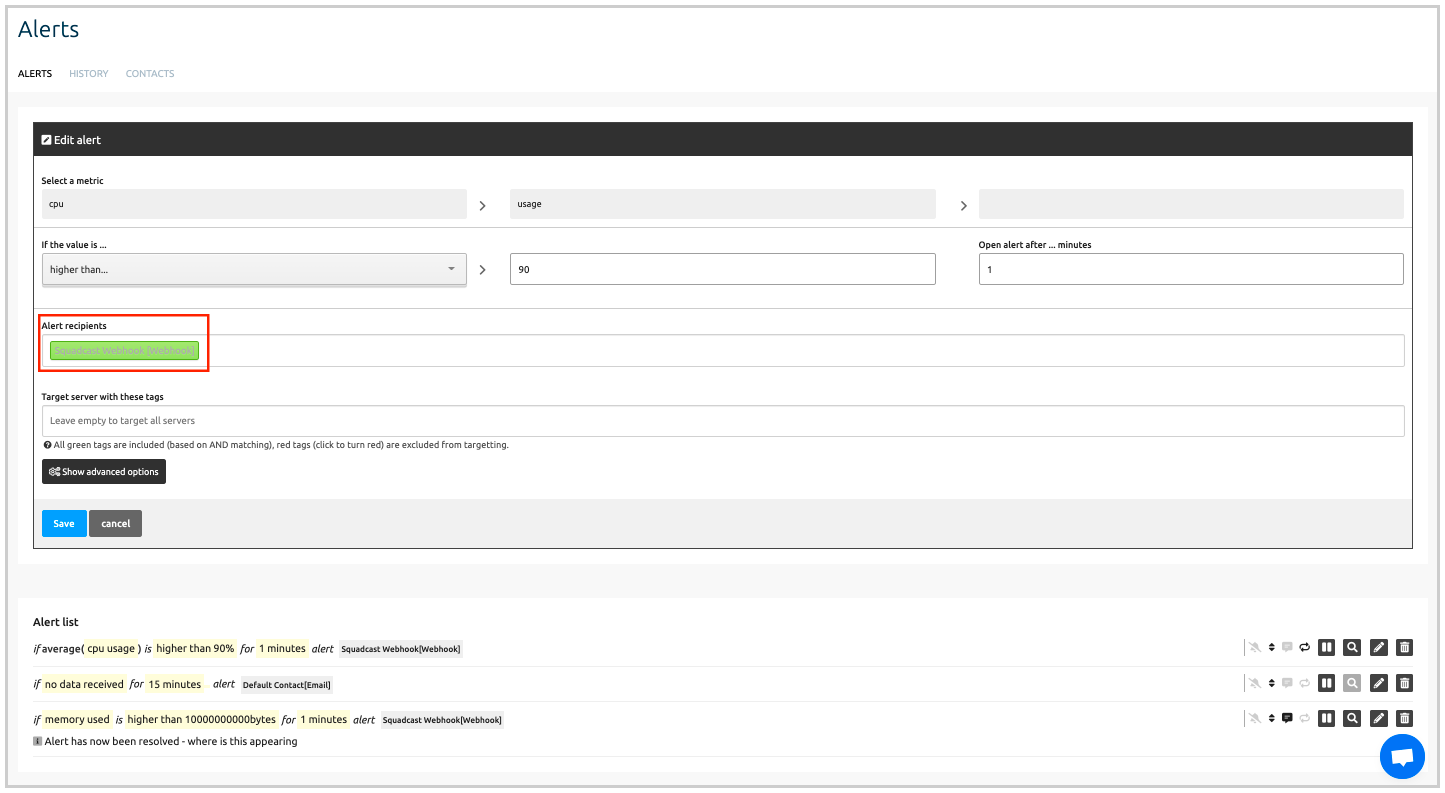 Alerts
ALERTS HISTORY CONTACTS
Edit alert
Select a metric
cpu usage
If the value is ... Open alert after ... minutes
higher than... 90 1
Alert recipients
Squadcast Webhook [Webhook]
Target server with these tags
Leave empty to target all servers
All green tags are included (based on AND matching), red tags (click to turn red) are excluded from targetting.
Show advanced options
Save cancel
Alert list
if average( cpu usage ) is higher than 90% for 1 minutes alert Squadcast Webhook[Webhook]
if no data received for 15 minutes alert Default Contact[Email]
if memory used is higher than 10000000000bytes for 1 minutes alert Squadcast Webhook[Webhook]
Alert has now been resolved - where is this appearing